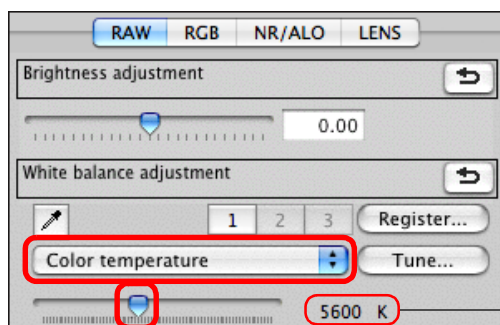 RAW RGB NR/ALO LENS
Brightness adjustment
0.00
White balance adjustment
1 2 3 Register...
Color temperature Tune...
5600 K